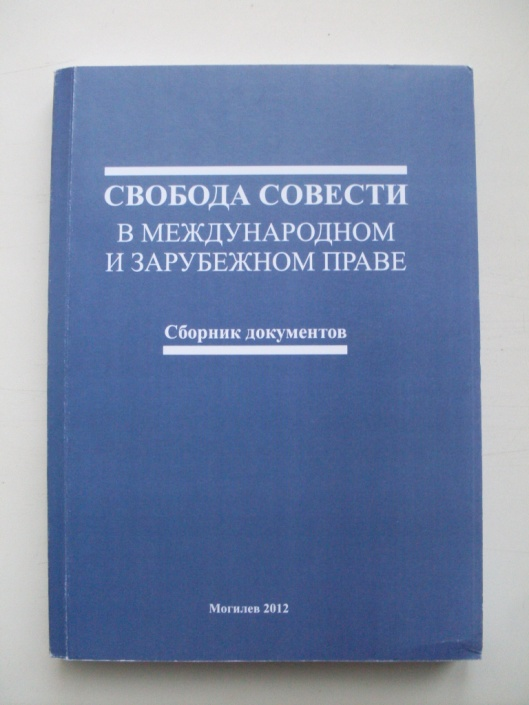 СВОБОДА СОВЕСТИ
В МЕЖДУНАРОДНОМ
И ЗАРУБЕЖНОМ ПРАВЕ
Сборник документов
Могилев 2012